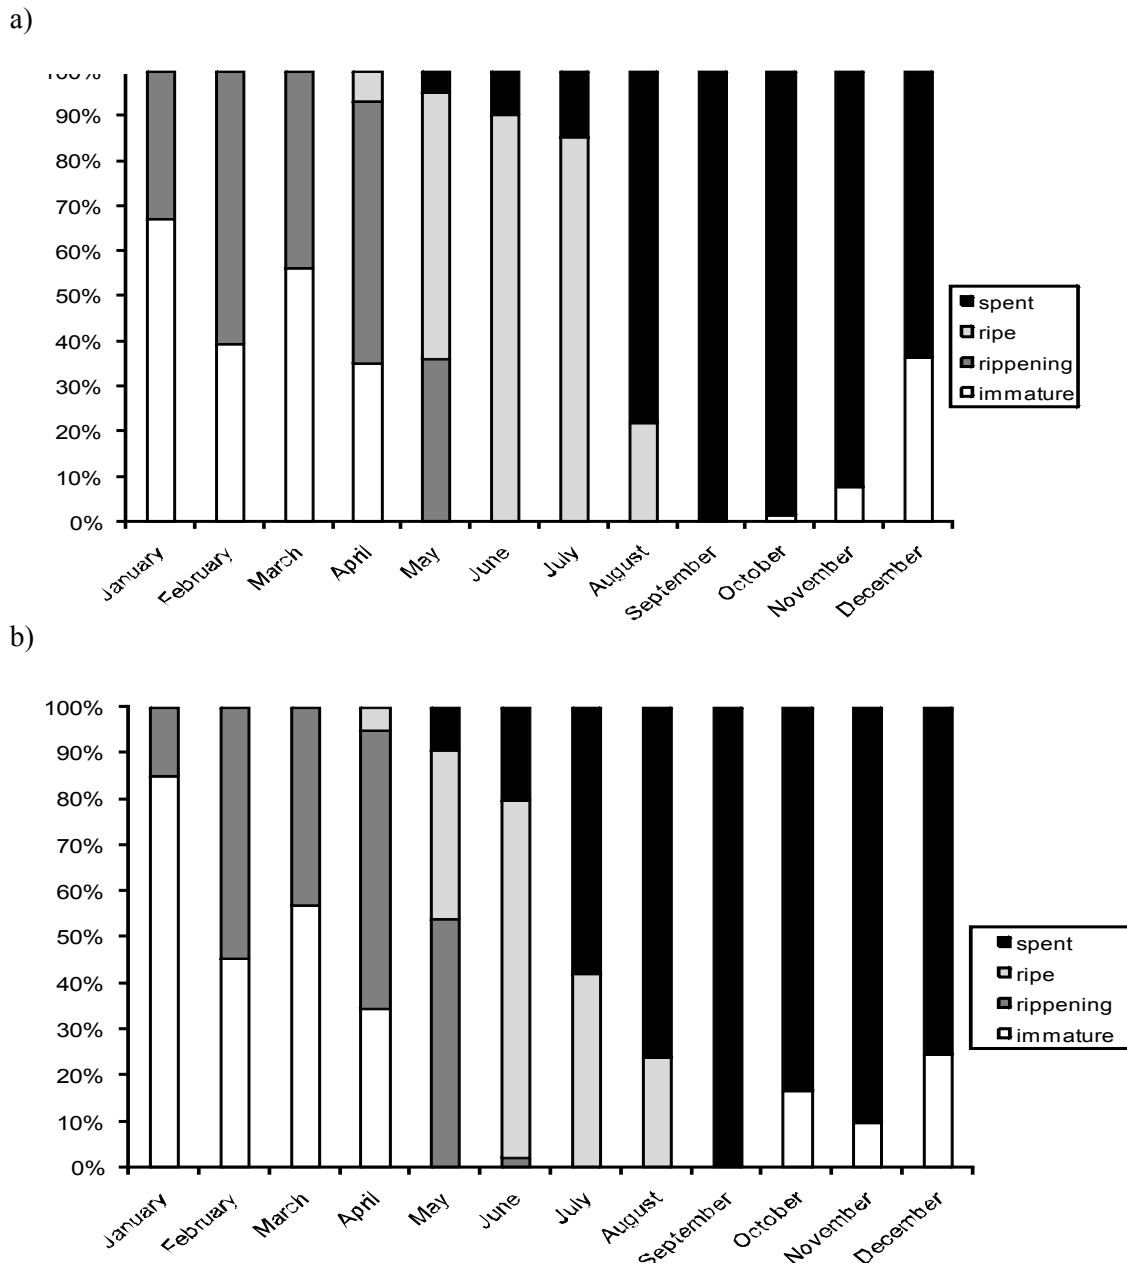 a)
100%
90%
80%
70%
60%
50%
40%
30%
20%
10%
0%
January
February
March
April
May
June
July
August
September
October
November
December
spent
ripe
rippening
immature
b)
100%
90%
80%
70%
60%
50%
40%
30%
20%
10%
0%
January
February
March
April
May
June
July
August
September
October
November
December
spent
ripe
rippening
immature